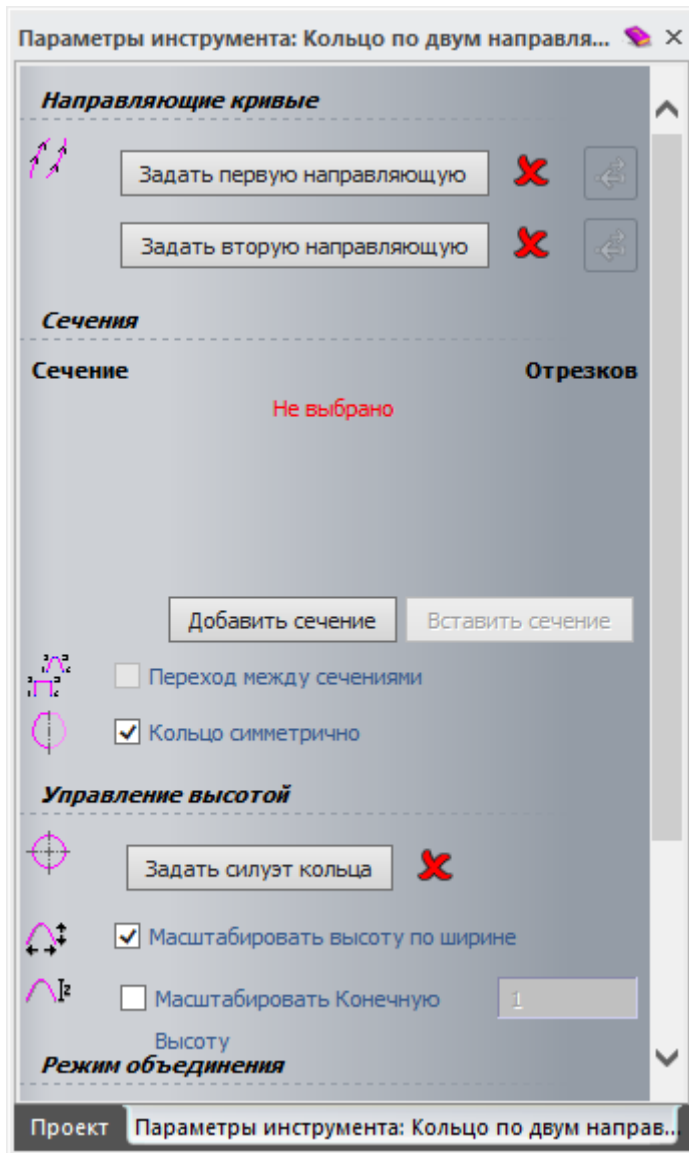 Параметры инструмента: Кольцо по двум направля...
Направляющие кривые
Задать первую направляющую
Задать вторую направляющую
Сечения
Сечение Отрезков
Не выбрано
Добавить сечение Вставить сечение
Переход между сечениями
Кольцо симметрично
Управление высотой
Задать силуэт кольца
Масштабировать высоту по ширине
Масштабировать Конечную 1
Высоту
Режим объединения
Проект Параметры инструмента: Кольцо по двум направ...